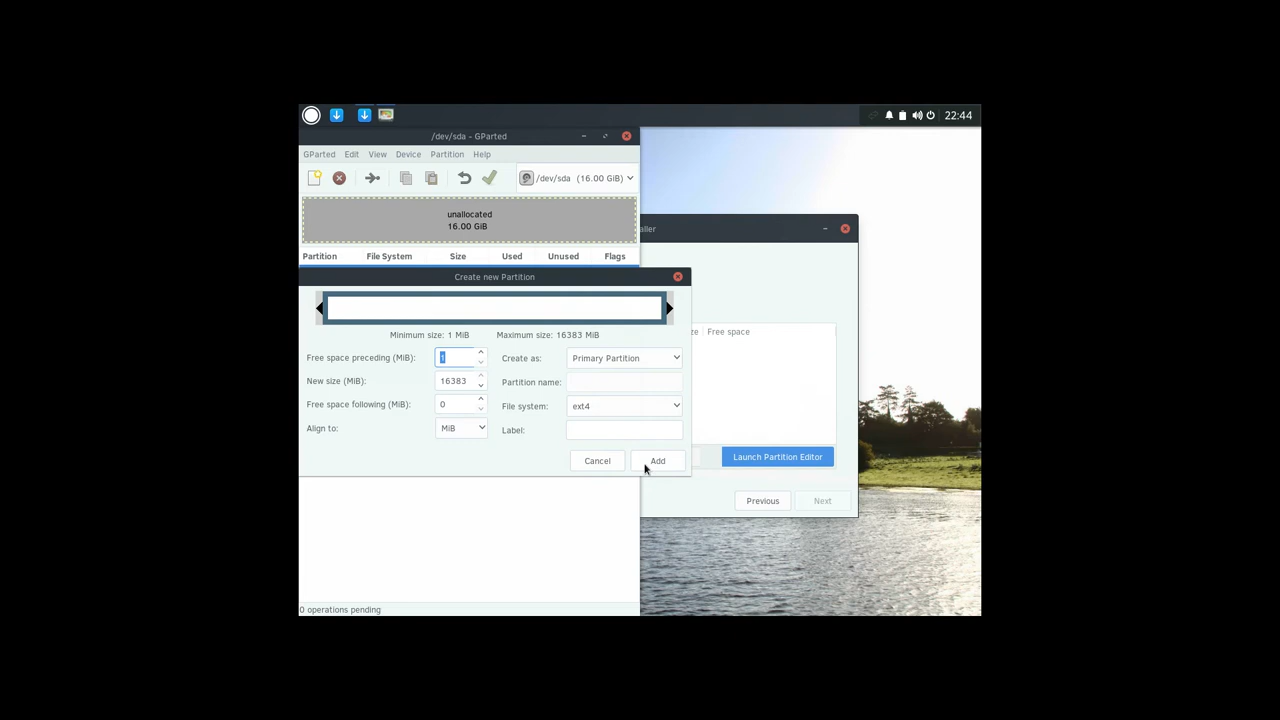 22:44
/dev/sda - GParted
GParted Edit View Device Partition Help
/dev/sda (16.00 GiB)
unallocated
16.00 GiB
aller
Partition File System Size Used Unused Flags
Create new Partition
Minimum size: 1 MiB Maximum size: 16383 MiB
ze Free space
Free space preceding (MiB): 1 Create as: Primary Partition
New size (MiB): 16383 Partition name:
Free space following (MiB): 0 File system: ext4
Align to: MiB Label:
Cancel Add
Launch Partition Editor
Previous Next
0 operations pending